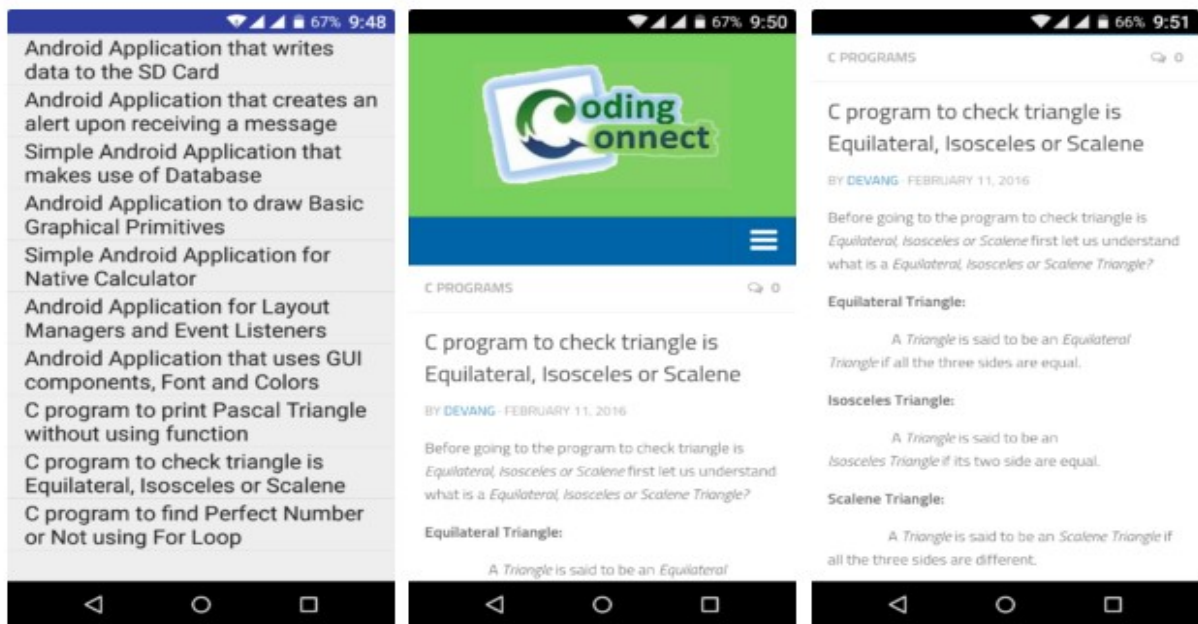 67% 9:48
Android Application that writes
data to the SD Card
Android Application that creates an
alert upon receiving a message
Simple Android Application that
makes use of Database
Android Application to draw Basic
Graphical Primitives
Simple Android Application for
Native Calculator
Android Application for Layout
Managers and Event Listeners
Android Application that uses GUI
components, Font and Colors
C program to print Pascal Triangle
without using function
C program to check triangle is
Equilateral, Isosceles or Scalene
C program to find Perfect Number
or Not using For Loop
67% 9:50
Coding
Connect
C PROGRAMS 0
C program to check triangle is
Equilateral, Isosceles or Scalene
BY DEVANG · FEBRUARY 11, 2016
Before going to the program to check triangle is
Equilateral, Isosceles or Scalene first let us understand
what is a Equilateral, Isosceles or Scalene Triangle?
Equilateral Triangle:
A Triangle is said to be an Equilateral
66% 9:51
C PROGRAMS 0
C program to check triangle is
Equilateral, Isosceles or Scalene
BY DEVANG · FEBRUARY 11, 2016
Before going to the program to check triangle is
Equilateral, Isosceles or Scalene first let us understand
what is a Equilateral, Isosceles or Scalene Triangle?
Equilateral Triangle:
A Triangle is said to be an Equilateral
Triangle if all the three sides are equal.
Isosceles Triangle:
A Triangle is said to be an
Isosceles Triangle if its two side are equal.
Scalene Triangle:
A Triangle is said to be an Scalene Triangle if
all the three sides are different.